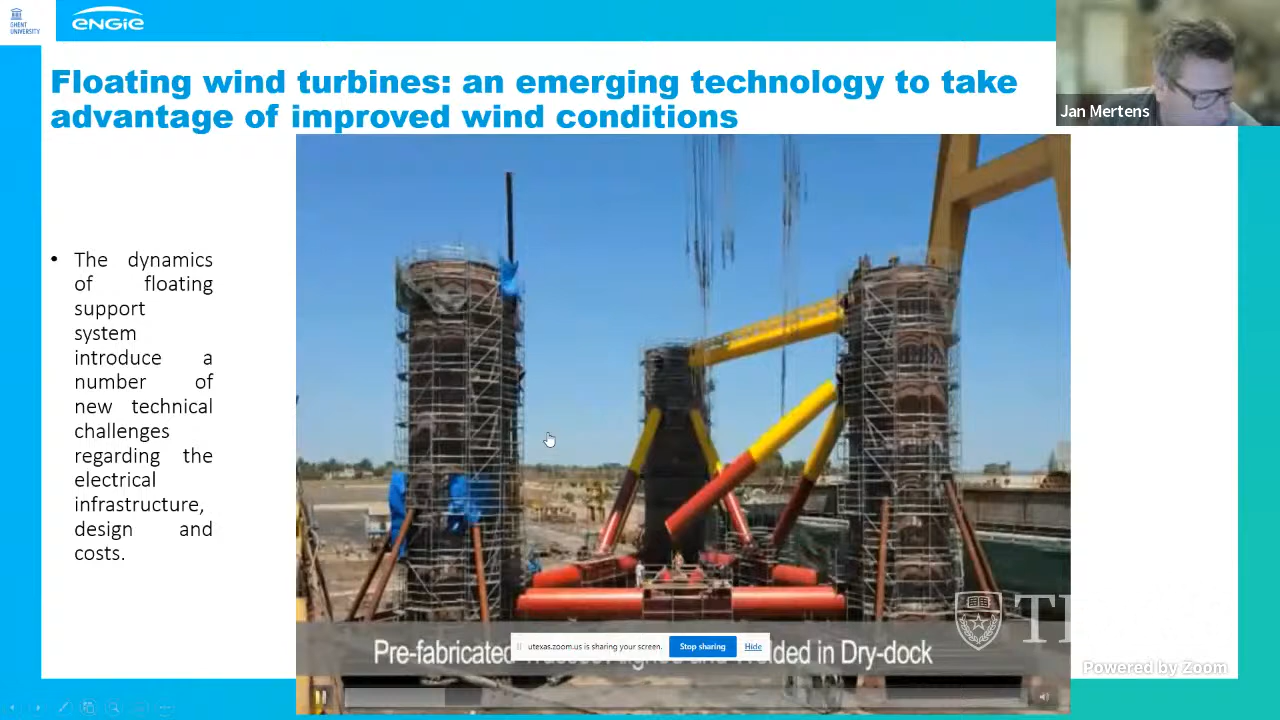 GHENT
UNIVERSITY
ENGIE
Jan Mertens
Floating wind turbines: an emerging technology to take
advantage of improved wind conditions
• The dynamics
of floating
support
system
introduce a
number of
new technical
challenges
regarding the
electrical
infrastructure,
design and
costs.
Pre-fabricated Welded in Dry-dock
utexas.zoom.us is sharing your screen. Stop sharing Hide
Powered by Zoom